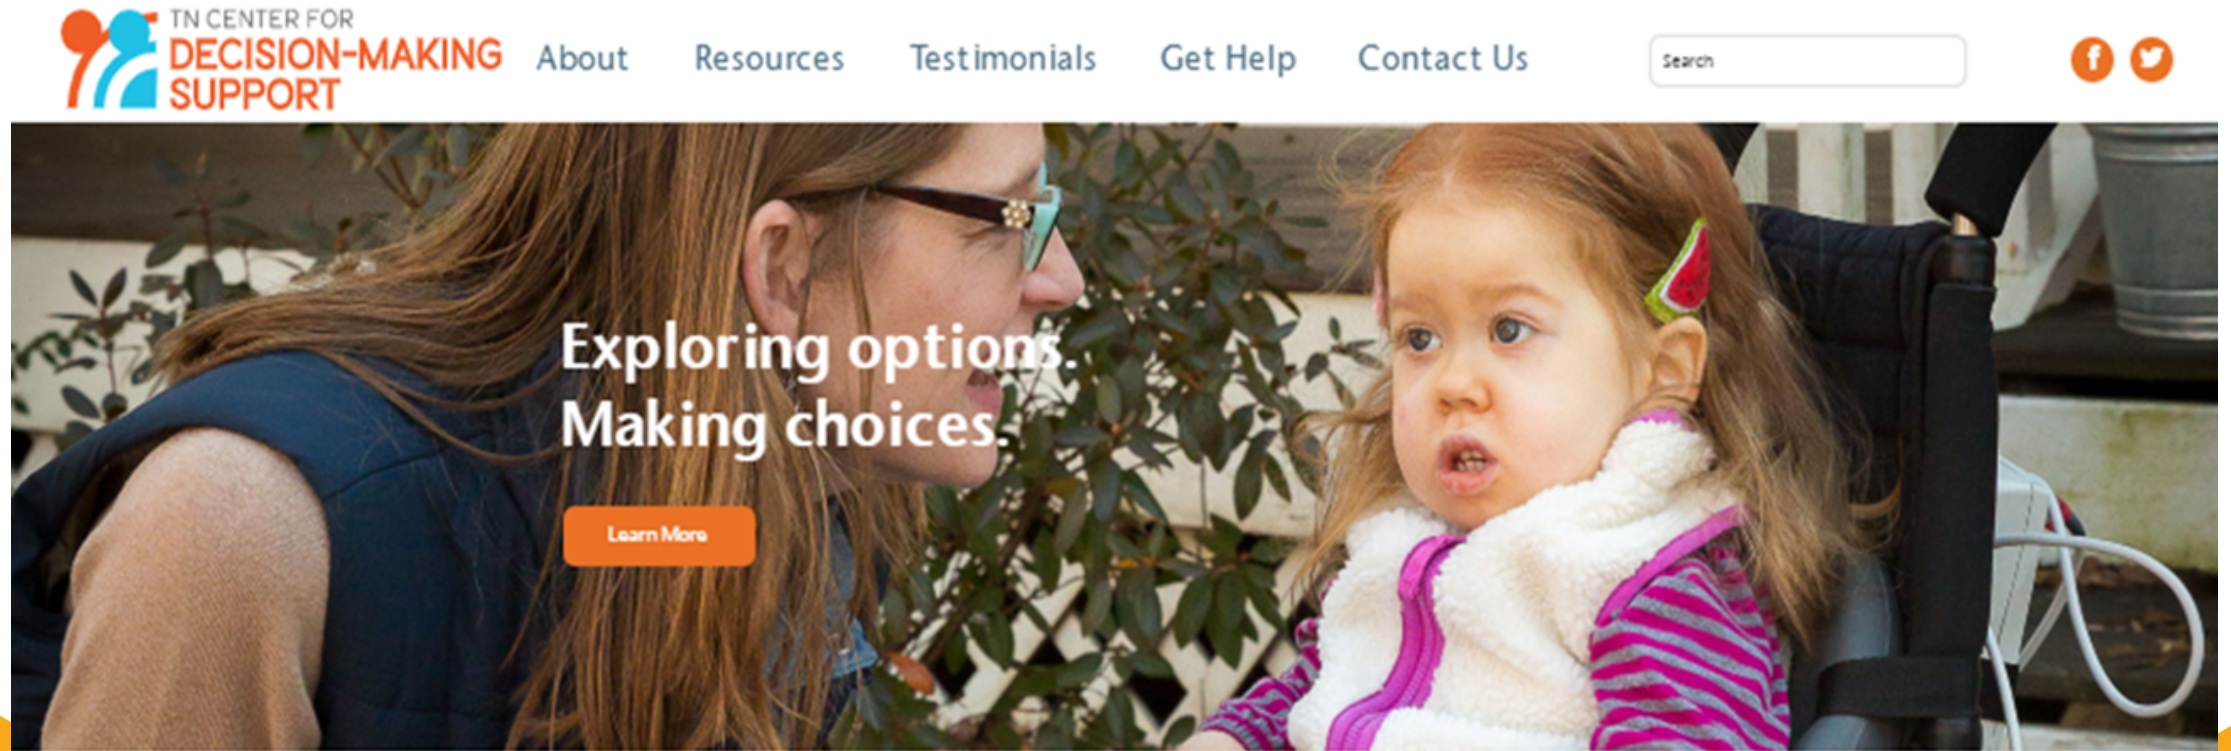 TN CENTER FOR
DECISION-MAKING
SUPPORT
About Resources Testimonials Get Help Contact Us
Search
Exploring options.
Making choices.
Learn More